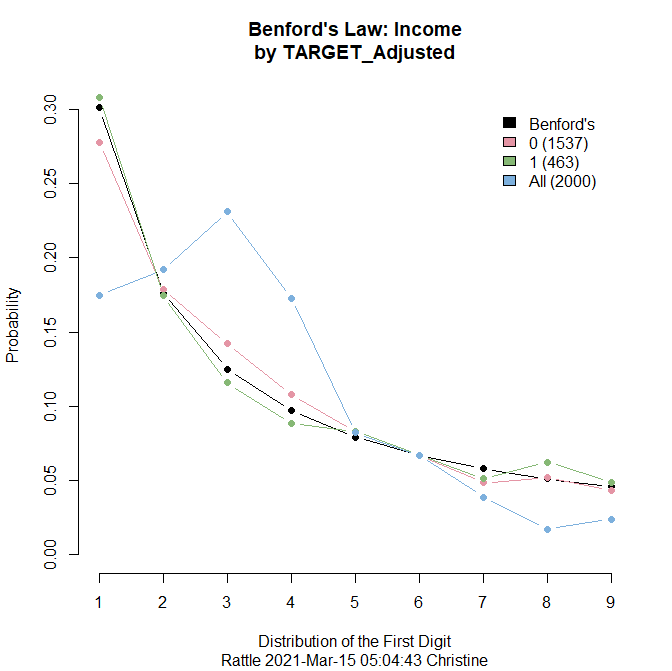 Benford's Law: Income
by TARGET_Adjusted
Benford's
0 (1537)
1 (463)
All (2000)
Probability
0.30
0.25
0.20
0.15
0.10
0.05
0.00
1 2 3 4 5 6 7 8 9
Distribution of the First Digit
Rattle 2021-Mar-15 05:04:43 Christine